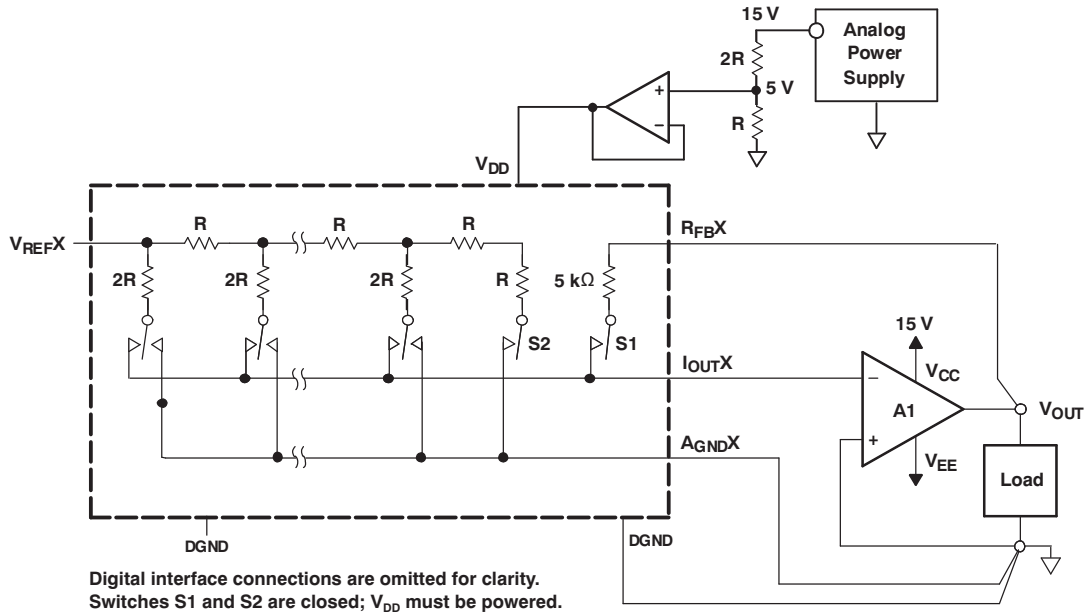 15 V
Analog
Power
Supply
2R
5 V
R
+
−
VDD
R
R
R
RFBX
VREFX
2R
2R
2R
R
5 kΩ
S2
S1
15 V
VCC
IOUTX
−
A1
VOUT
+
VEE
Load
AGNDX
DGND
DGND
Digital interface connections are omitted for clarity.
Switches S1 and S2 are closed; VDD must be powered.